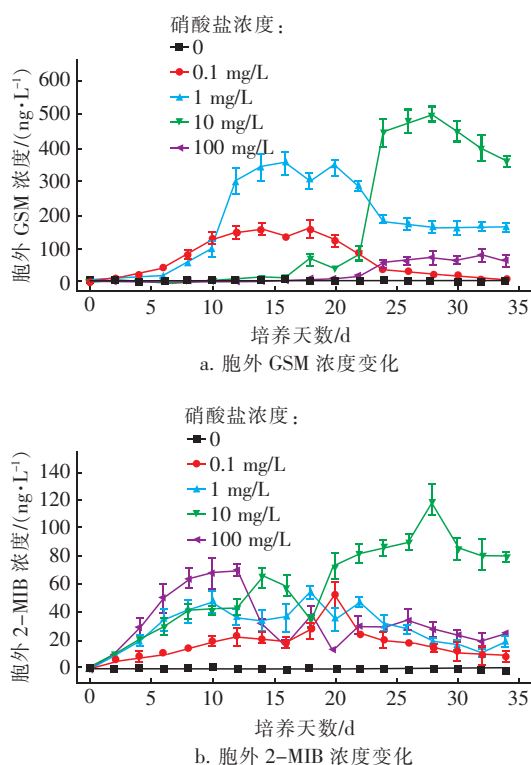 硝酸盐浓度：
0
0.1 mg/L
1 mg/L
10 mg/L
100 mg/L
胞外 GSM 浓度/(ng·L⁻¹)
600
500
400
300
200
100
0
0 5 10 15 20 25 30 35
培养天数/d
a. 胞外 GSM 浓度变化
硝酸盐浓度：
0
0.1 mg/L
1 mg/L
10 mg/L
100 mg/L
胞外 2-MIB 浓度/(ng·L⁻¹)
140
120
100
80
60
40
20
0
0 5 10 15 20 25 30 35
培养天数/d
b. 胞外 2-MIB 浓度变化